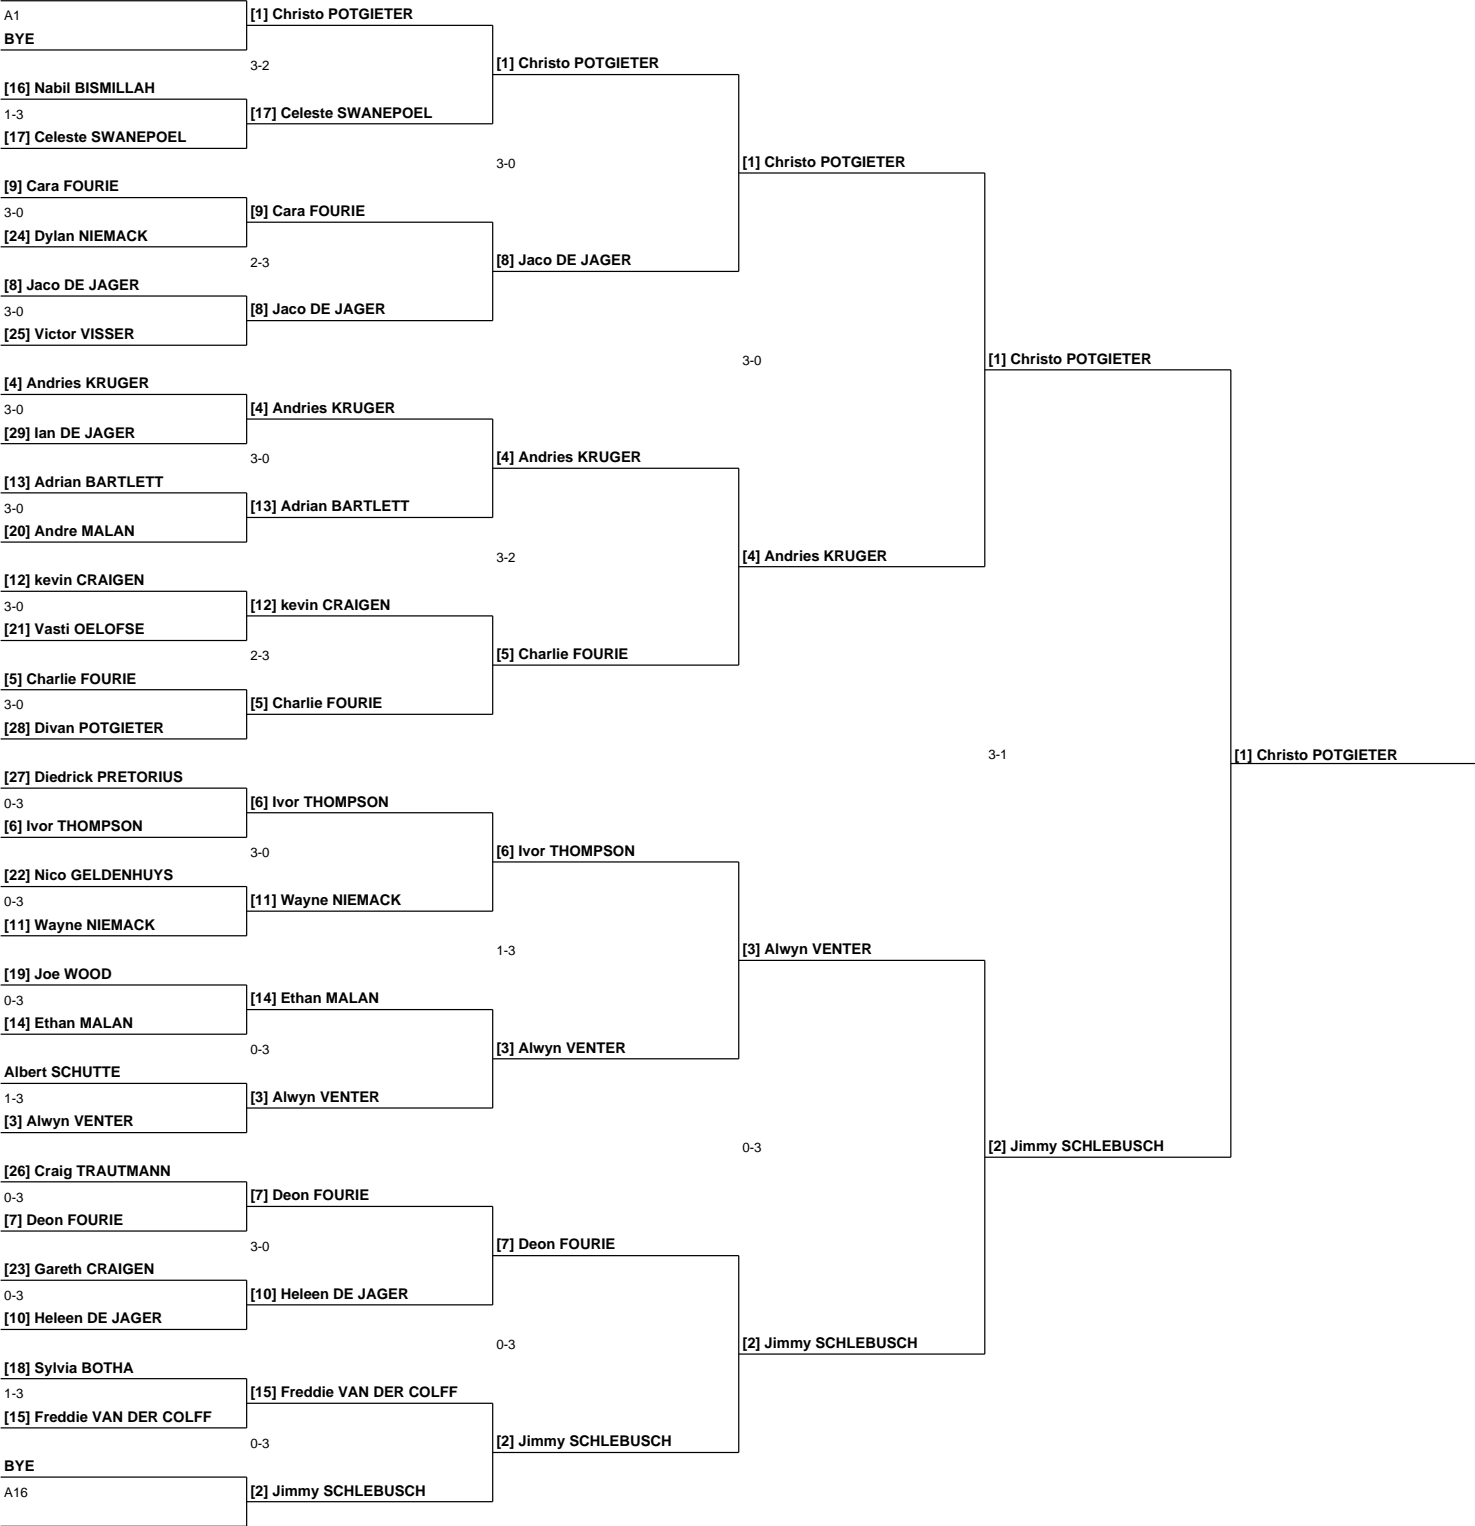 A1
BYE
[16] Nabil BISMILLAH
1-3
[17] Celeste SWANEPOEL
[9] Cara FOURIE
3-0
[24] Dylan NIEMACK
[8] Jaco DE JAGER
3-0
[25] Victor VISSER
[4] Andries KRUGER
3-0
[29] Ian DE JAGER
[13] Adrian BARTLETT
3-0
[20] Andre MALAN
[12] kevin CRAIGEN
3-0
[21] Vasti OELOFSE
[5] Charlie FOURIE
3-0
[28] Divan POTGIETER
[27] Diedrick PRETORIUS
0-3
[6] Ivor THOMPSON
[22] Nico GELDENHUYS
0-3
[11] Wayne NIEMACK
[19] Joe WOOD
0-3
[14] Ethan MALAN
Albert SCHUTTE
1-3
[3] Alwyn VENTER
[26] Craig TRAUTMANN
0-3
[7] Deon FOURIE
[23] Gareth CRAIGEN
0-3
[10] Heleen DE JAGER
[18] Sylvia BOTHA
1-3
[15] Freddie VAN DER COLFF
BYE
A16
[1] Christo POTGIETER
3-2
[17] Celeste SWANEPOEL
[9] Cara FOURIE
2-3
[8] Jaco DE JAGER
[4] Andries KRUGER
3-0
[13] Adrian BARTLETT
[12] kevin CRAIGEN
2-3
[5] Charlie FOURIE
[6] Ivor THOMPSON
3-0
[11] Wayne NIEMACK
[14] Ethan MALAN
0-3
[3] Alwyn VENTER
[7] Deon FOURIE
3-0
[10] Heleen DE JAGER
[15] Freddie VAN DER COLFF
0-3
[2] Jimmy SCHLEBUSCH
[1] Christo POTGIETER
3-0
[8] Jaco DE JAGER
[4] Andries KRUGER
3-2
[5] Charlie FOURIE
[6] Ivor THOMPSON
1-3
[3] Alwyn VENTER
[7] Deon FOURIE
0-3
[2] Jimmy SCHLEBUSCH
[1] Christo POTGIETER
3-0
[4] Andries KRUGER
[3] Alwyn VENTER
0-3
[2] Jimmy SCHLEBUSCH
[1] Christo POTGIETER
3-1
[2] Jimmy SCHLEBUSCH
[1] Christo POTGIETER